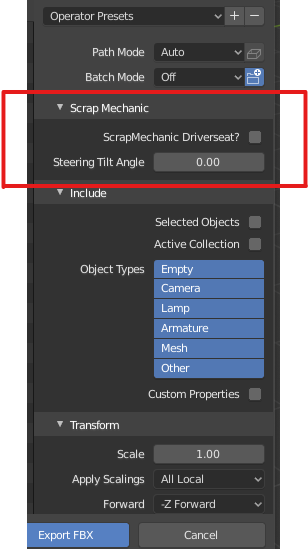 Operator Presets
Path Mode Auto
Batch Mode Off
Scrap Mechanic
ScrapMechanic Driverseat?
Steering Tilt Angle 0.00
Include
Selected Objects
Active Collection
Object Types Empty
Camera
Lamp
Armature
Mesh
Other
Custom Properties
Transform
Scale 1.00
Apply Scalings All Local
Forward -Z Forward
Export FBX Cancel